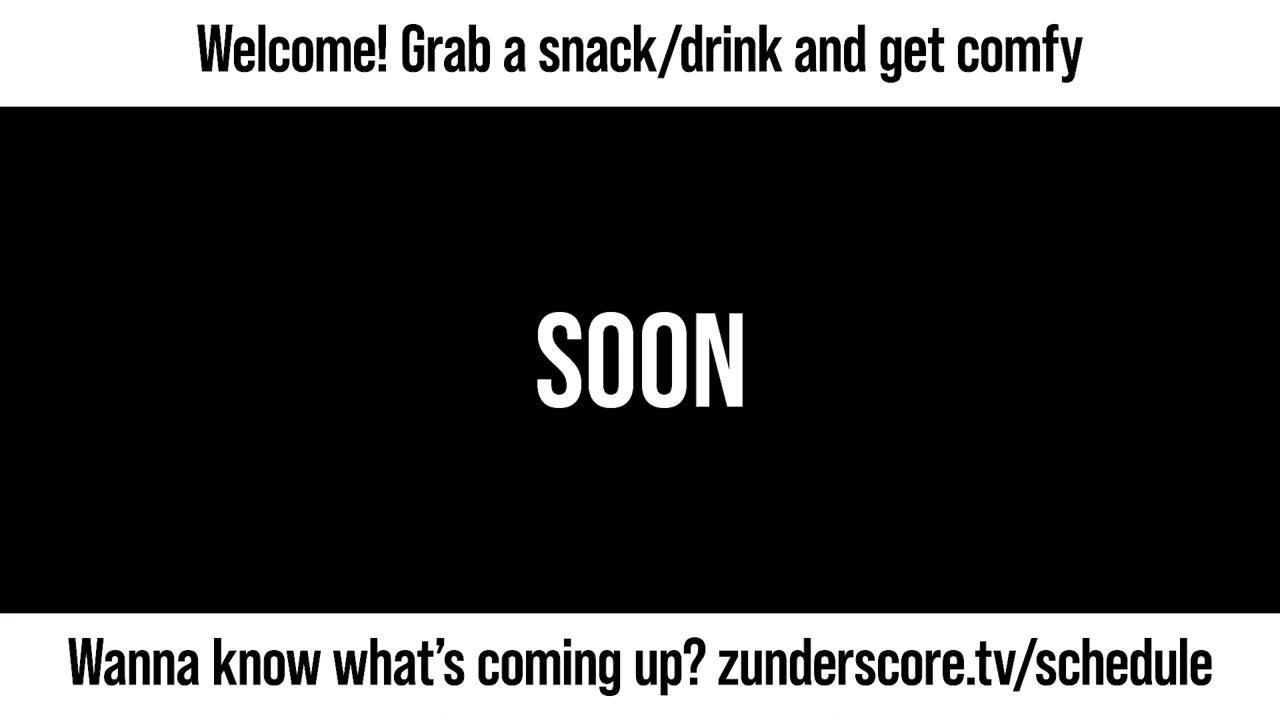 Welcome! Grab a snack/drink and get comfy
SOON
Wanna know what’s coming up? zunderscore.tv/schedule